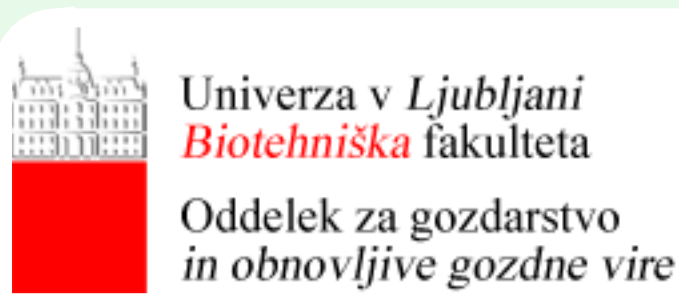 Univerza v Ljubljani
Biotehniška fakulteta
Oddelek za gozdarstvo
in obnovljive gozdne vire